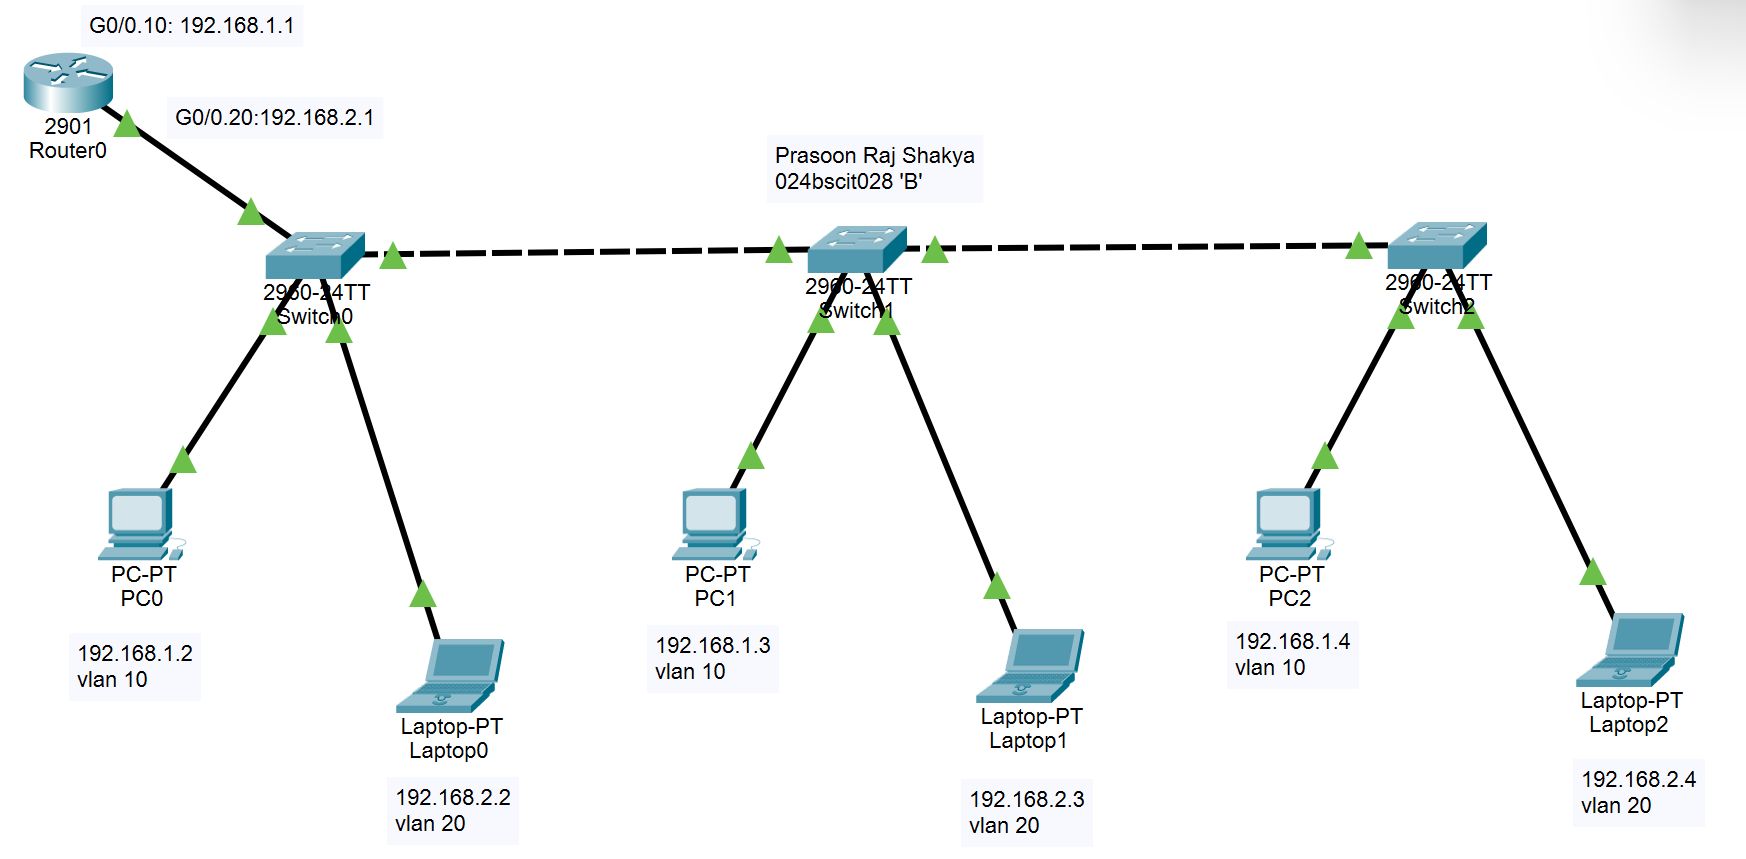 G0/0.10: 192.168.1.1
2901
Router0
G0/0.20:192.168.2.1
Prasoon Raj Shakya
024bscit028 'B'
2960-24TT
Switch0
2960-24TT
Switch1
2960-24TT
Switch2
PC-PT
PC0
192.168.1.2
vlan 10
Laptop-PT
Laptop0
192.168.2.2
vlan 20
PC-PT
PC1
192.168.1.3
vlan 10
Laptop-PT
Laptop1
192.168.2.3
vlan 20
PC-PT
PC2
192.168.1.4
vlan 10
Laptop-PT
Laptop2
192.168.2.4
vlan 20